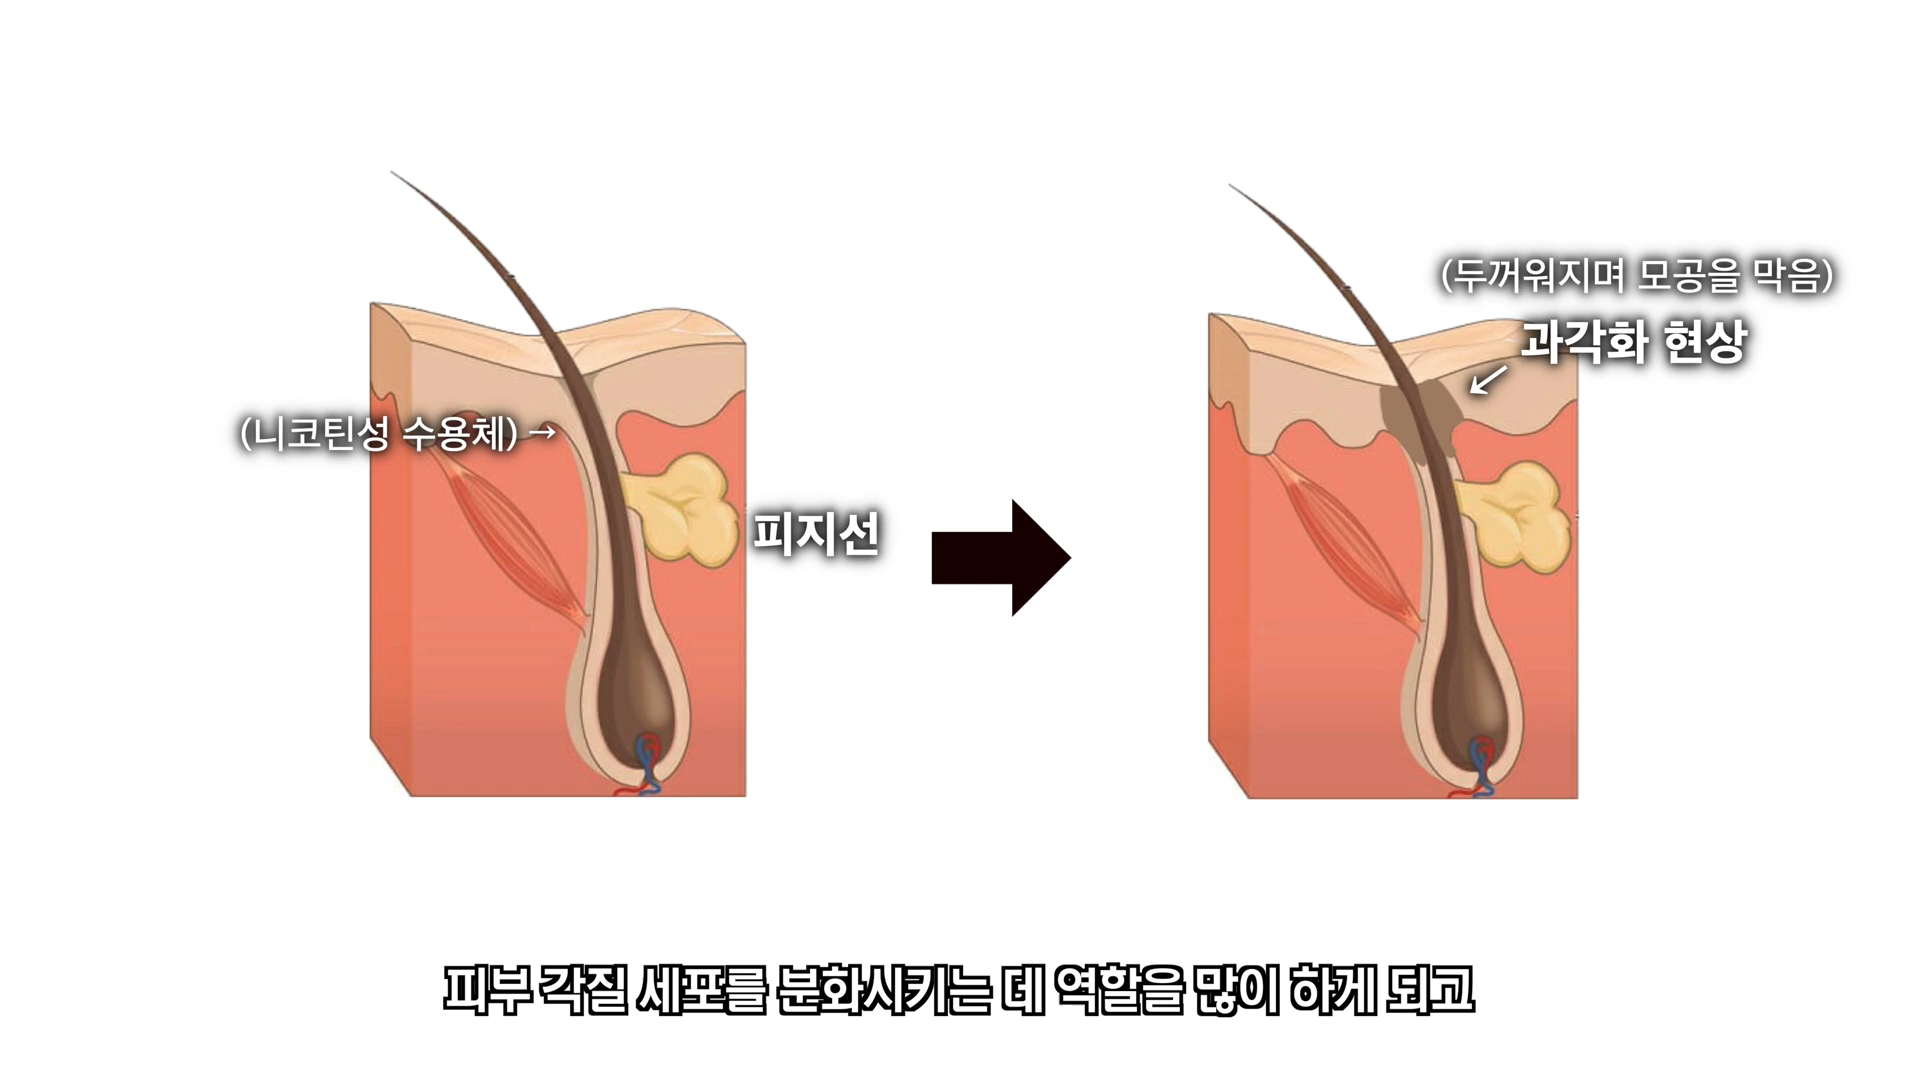 (니코틴성 수용체) →
피지선
(두꺼워지며 모공을 막음)
과각화 현상
피부 각질 세포를 분화시키는 데 역할을 많이 하게 되고